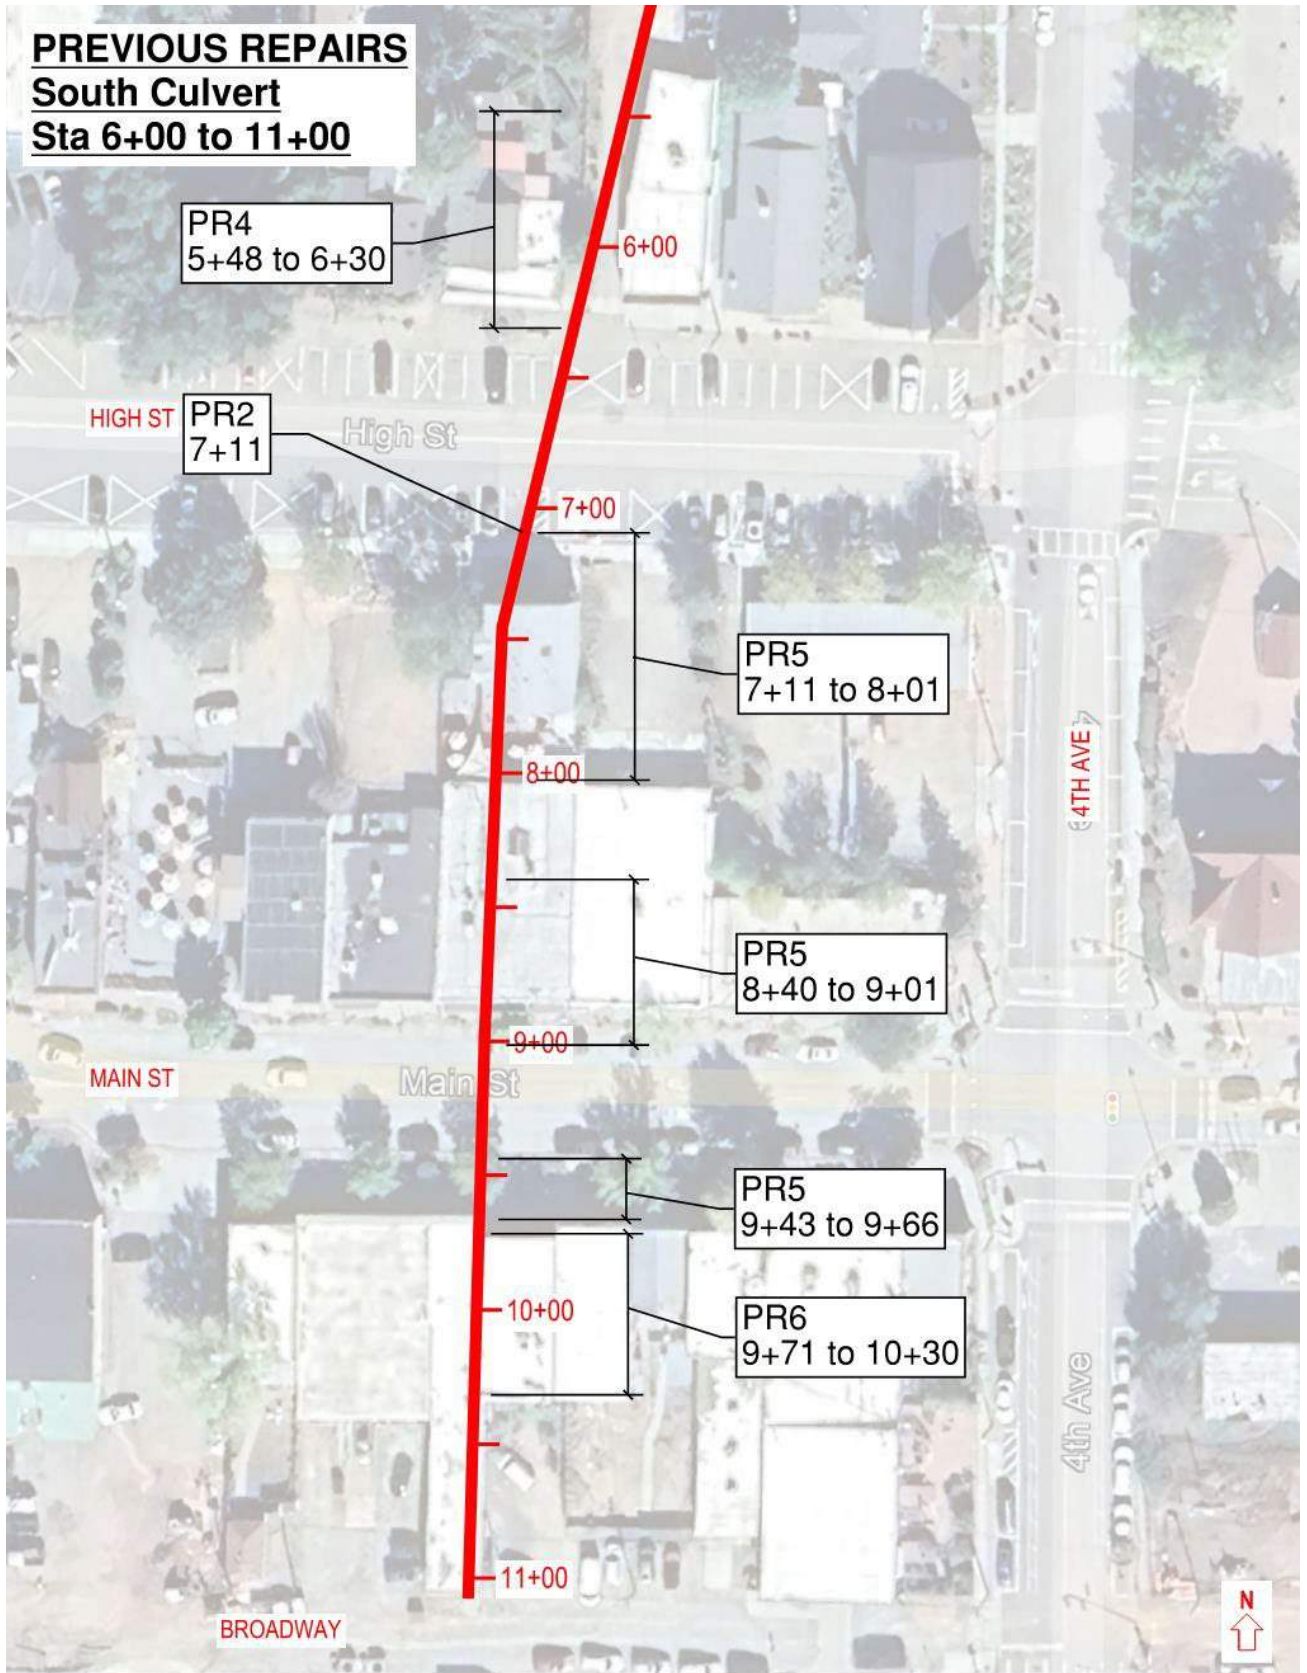 PREVIOUS REPAIRS
South Culvert
Sta 6+00 to 11+00
PR4
5+48 to 6+30
6+00
HIGH ST
PR2
7+11
High St
7+00
PR5
7+11 to 8+01
4TH AVE
8+00
PR5
8+40 to 9+01
9+00
MAIN ST
Main St
PR5
9+43 to 9+66
10+00
PR6
9+71 to 10+30
4th Ave
11+00
BROADWAY
N